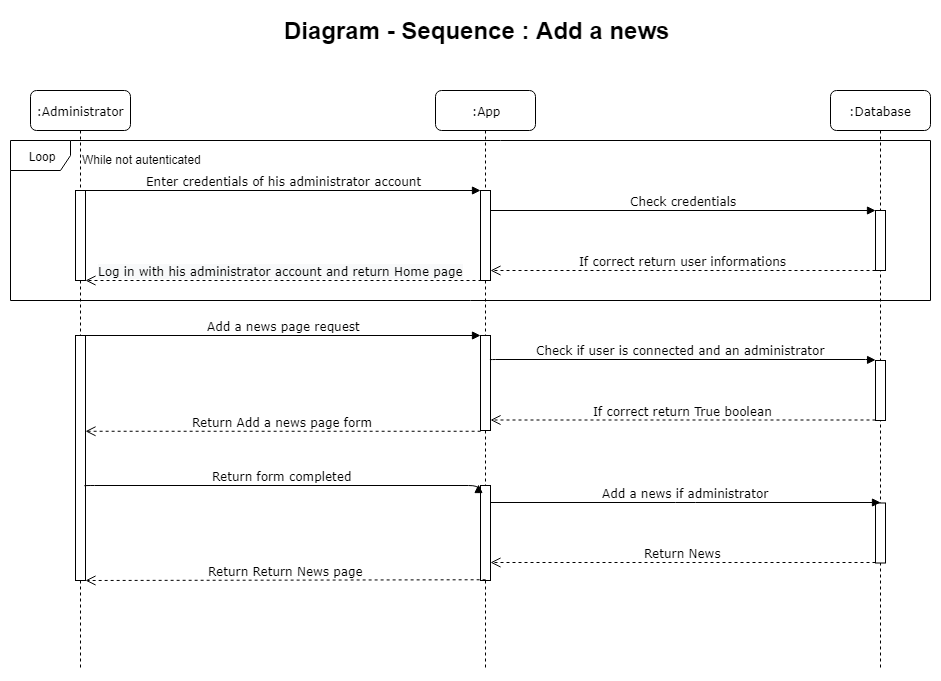 Diagram - Sequence : Add a news
:Administrator
:App
:Database
Loop
While not autenticated
Enter credentials of his administrator account
Check credentials
If correct return user informations
Log in with his administrator account and return Home page
Add a news page request
Check if user is connected and an administrator
If correct return True boolean
Return Add a news page form
Return form completed
Add a news if administrator
Return News
Return Return News page